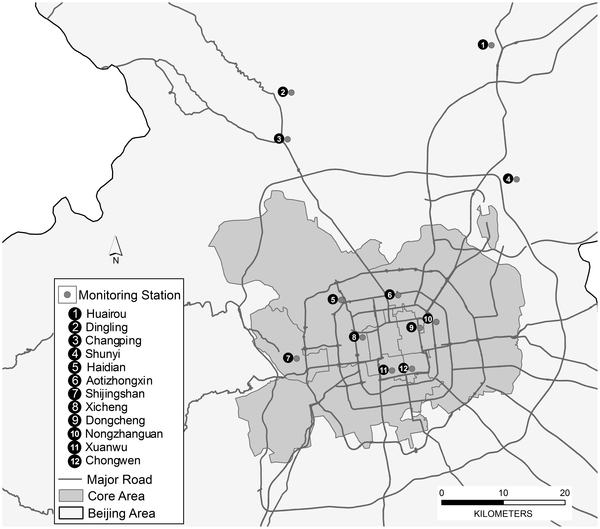 1
2
3
4
N
5
6
10
9
8
7
11
12
Monitoring Station
1 Huairou
2 Dingling
3 Changping
4 Shunyi
5 Haidian
6 Aotizhongxin
7 Shijingshan
8 Xicheng
9 Dongcheng
10 Nongzhanguan
11 Xuanwu
12 Chongwen
Major Road
Core Area
Beijing Area
0 10 20
KILOMETERS